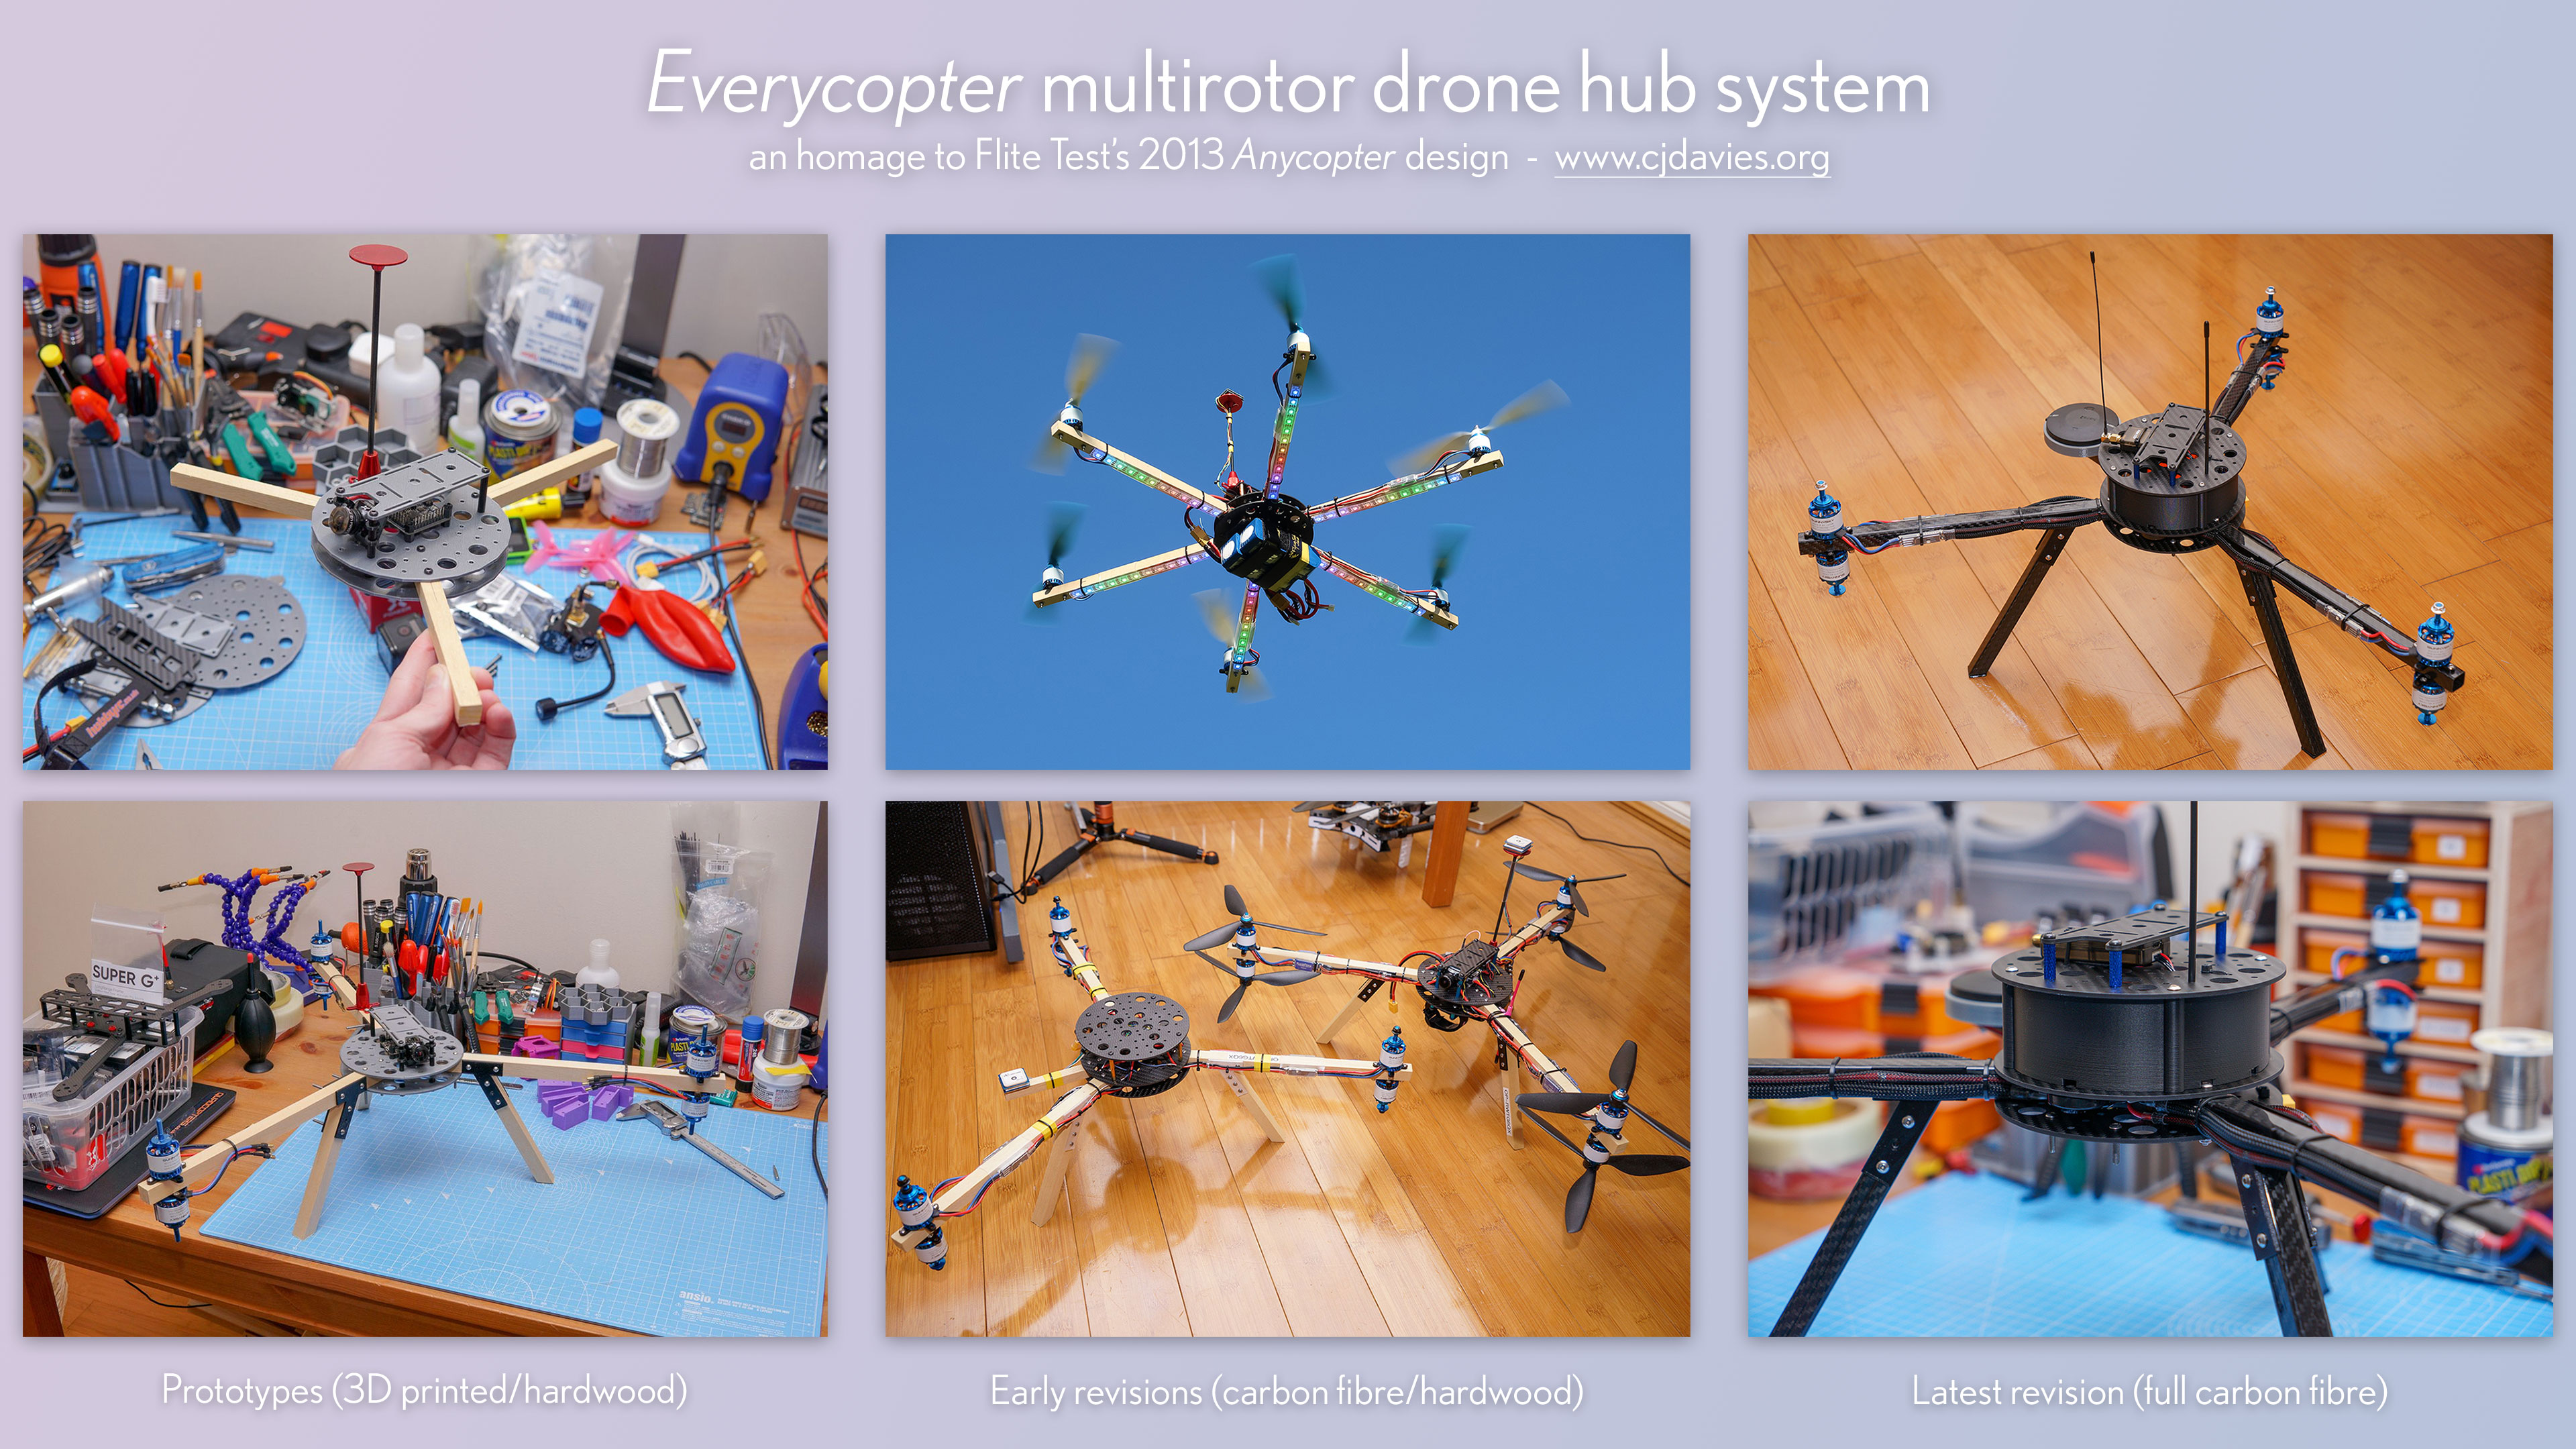 Everycopter multirotor drone hub system
an homage to Flite Test's 2013 Anycopter design - www.cjdavies.org
SUPER G+
ansio.
Prototypes (3D printed/hardwood)
Early revisions (carbon fibre/hardwood)
Latest revision (full carbon fibre)